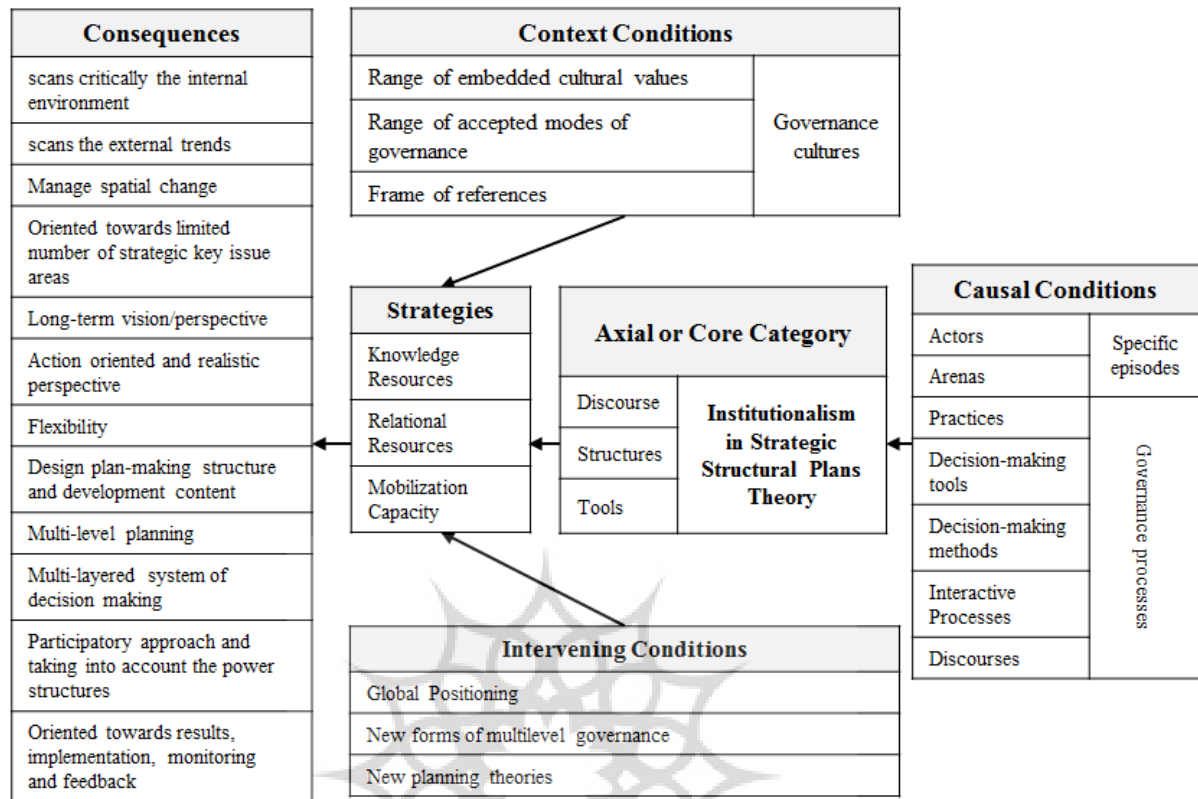 Consequences
scans critically the internal
environment
scans the external trends
Manage spatial change
Oriented towards limited
number of strategic key issue
areas
Long-term vision/perspective
Action oriented and realistic
perspective
Flexibility
Design plan-making structure
and development content
Multi-level planning
Multi-layered system of
decision making
Participatory approach and
taking into account the power
structures
Oriented towards results,
implementation, monitoring
and feedback
Context Conditions
Range of embedded cultural values
Range of accepted modes of
governance
Frame of references
Governance
cultures
Strategies
Knowledge
Resources
Relational
Resources
Mobilization
Capacity
Axial or Core Category
Discourse
Structures
Tools
Institutionalism
in Strategic
Structural Plans
Theory
Causal Conditions
Actors
Arenas
Practices
Decision-making
tools
Decision-making
methods
Interactive
Processes
Discourses
Specific
episodes
Governance processes
Intervening Conditions
Global Positioning
New forms of multilevel governance
New planning theories